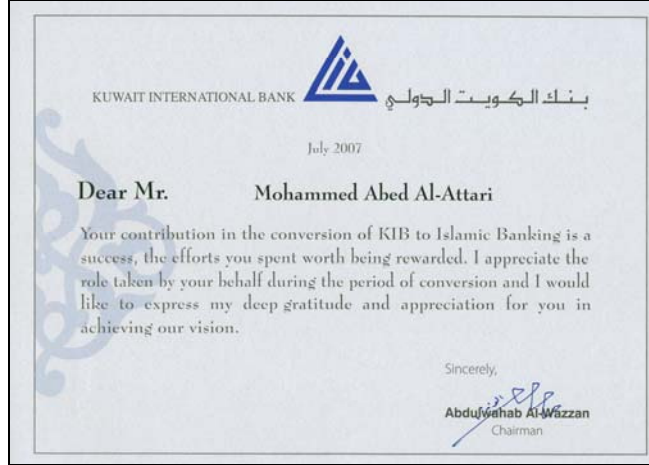 KUWAIT INTERNATIONAL BANK
بنك الكويت الدولي
July 2007
Dear Mr. Mohammed Abed Al-Attari
Your contribution in the conversion of KIB to Islamic Banking is a
success, the efforts you spent worth being rewarded. I appreciate the
role taken by your behalf during the period of conversion and I would
like to express my deep gratitude and appreciation for you in
achieving our vision.
Sincerely,
Abdulwahab Al-Wazzan
Chairman